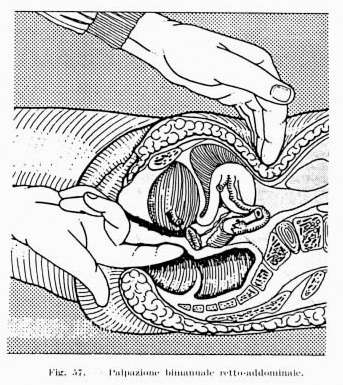 Fig. 57. — Palpazione bimanuale retto-addominale.